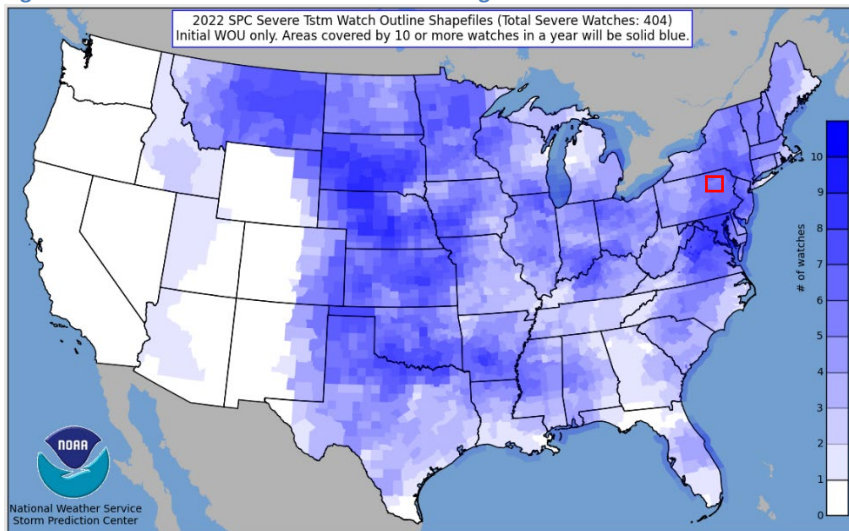 2022 SPC Severe Tstm Watch Outline Shapefiles (Total Severe Watches: 404)
Initial WOU only. Areas covered by 10 or more watches in a year will be solid blue.
10
9
8
7
6
5
4
3
2
1
0
# of watches
NOAA
National Weather Service
Storm Prediction Center